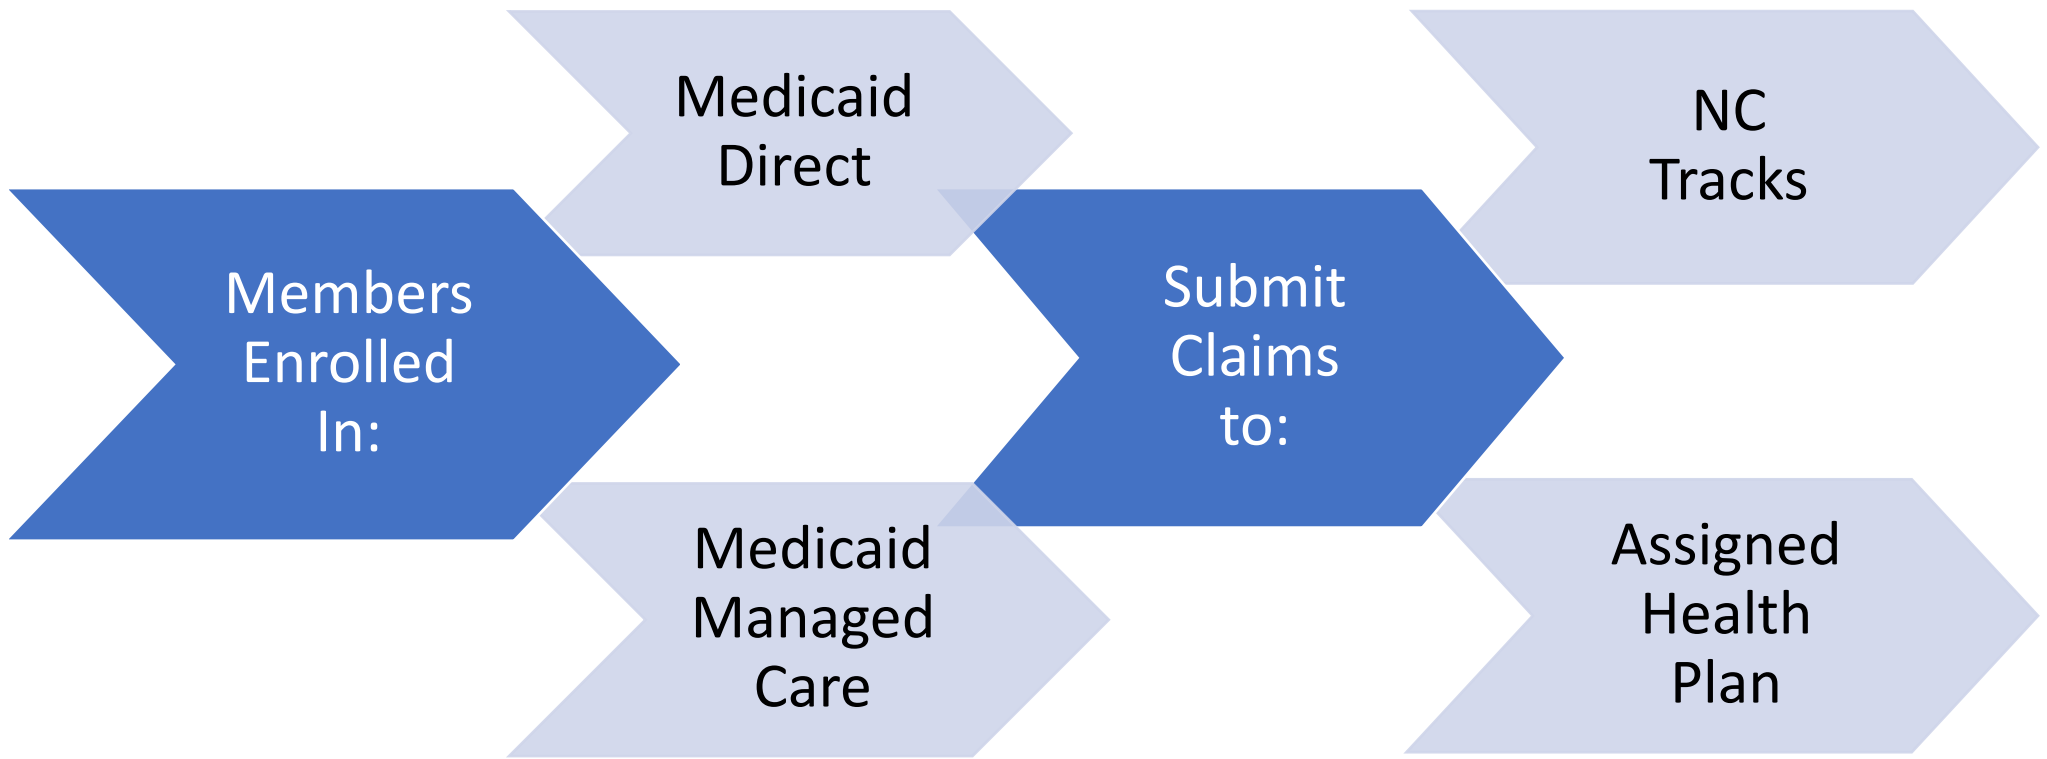 Members
Enrolled
In:
Medicaid
Direct
Medicaid
Managed
Care
Submit
Claims
to:
NC
Tracks
Assigned
Health
Plan